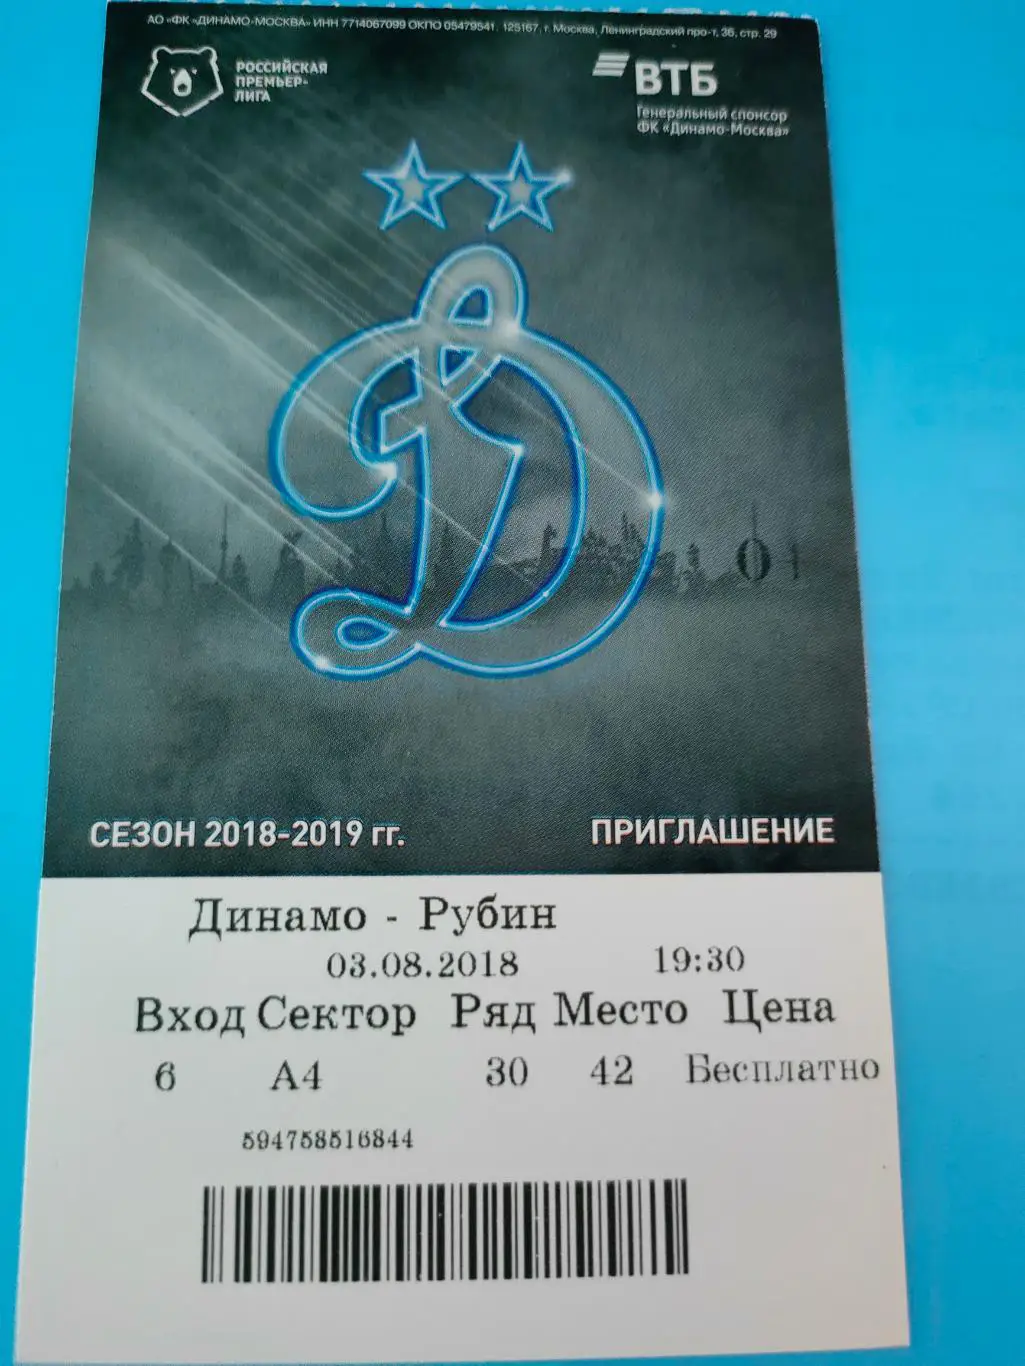 АО «ФК «ДИНАМО-МОСКВА» ИНН 7714067099 ОКПО 05479541. 125167, г. Москва, Ленинградский про-т, 36, стр. 29
РОССИЙСКАЯ
ПРЕМЬЕР-
ЛИГА
ВТБ
Генеральный спонсор
ФК «Динамо-Москва»
01
СЕЗОН 2018-2019 гг.
ПРИГЛАШЕНИЕ
Динамо - Рубин
03.08.2018 19:30
Вход Сектор Ряд Место Цена
6 А4 30 42 Бесплатно
594758516844